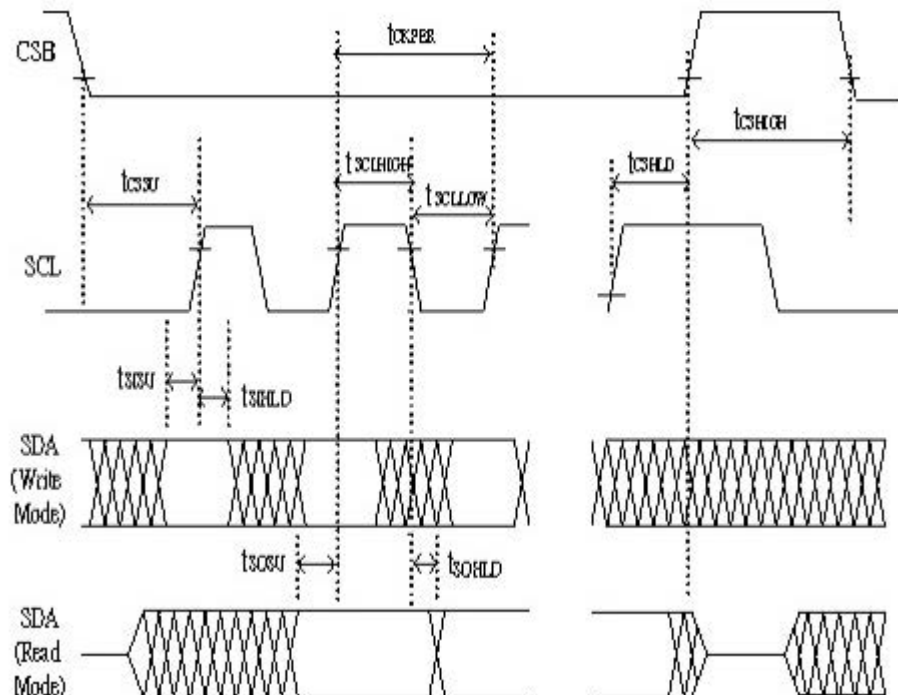 CSB
tCKPER
tCSHIGH
tSCLHIGH
tCSHLD
tCSSU
tSCLLOW
SCL
tSISU
tSIHLD
SDA
(Write
Mode)
tSOSU
tSOHLD
SDA
(Read
Mode)